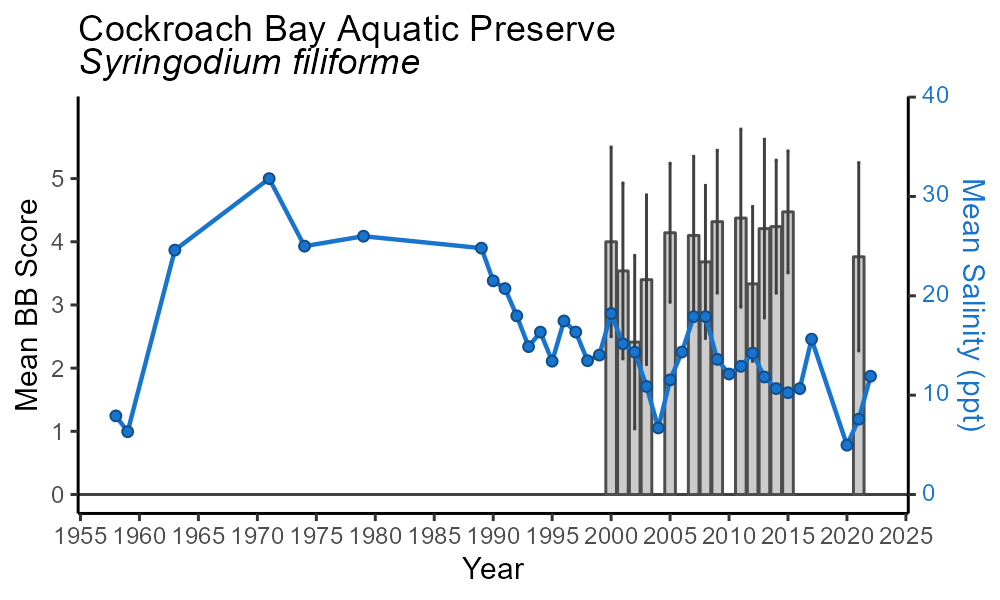 Cockroach Bay Aquatic Preserve
Syringodium filiforme
40
30
20
10
0
5
4
3
2
1
0
Mean BB Score
Mean Salinity (ppt)
1955 1960 1965 1970 1975 1980 1985 1990 1995 2000 2005 2010 2015 2020 2025
Year